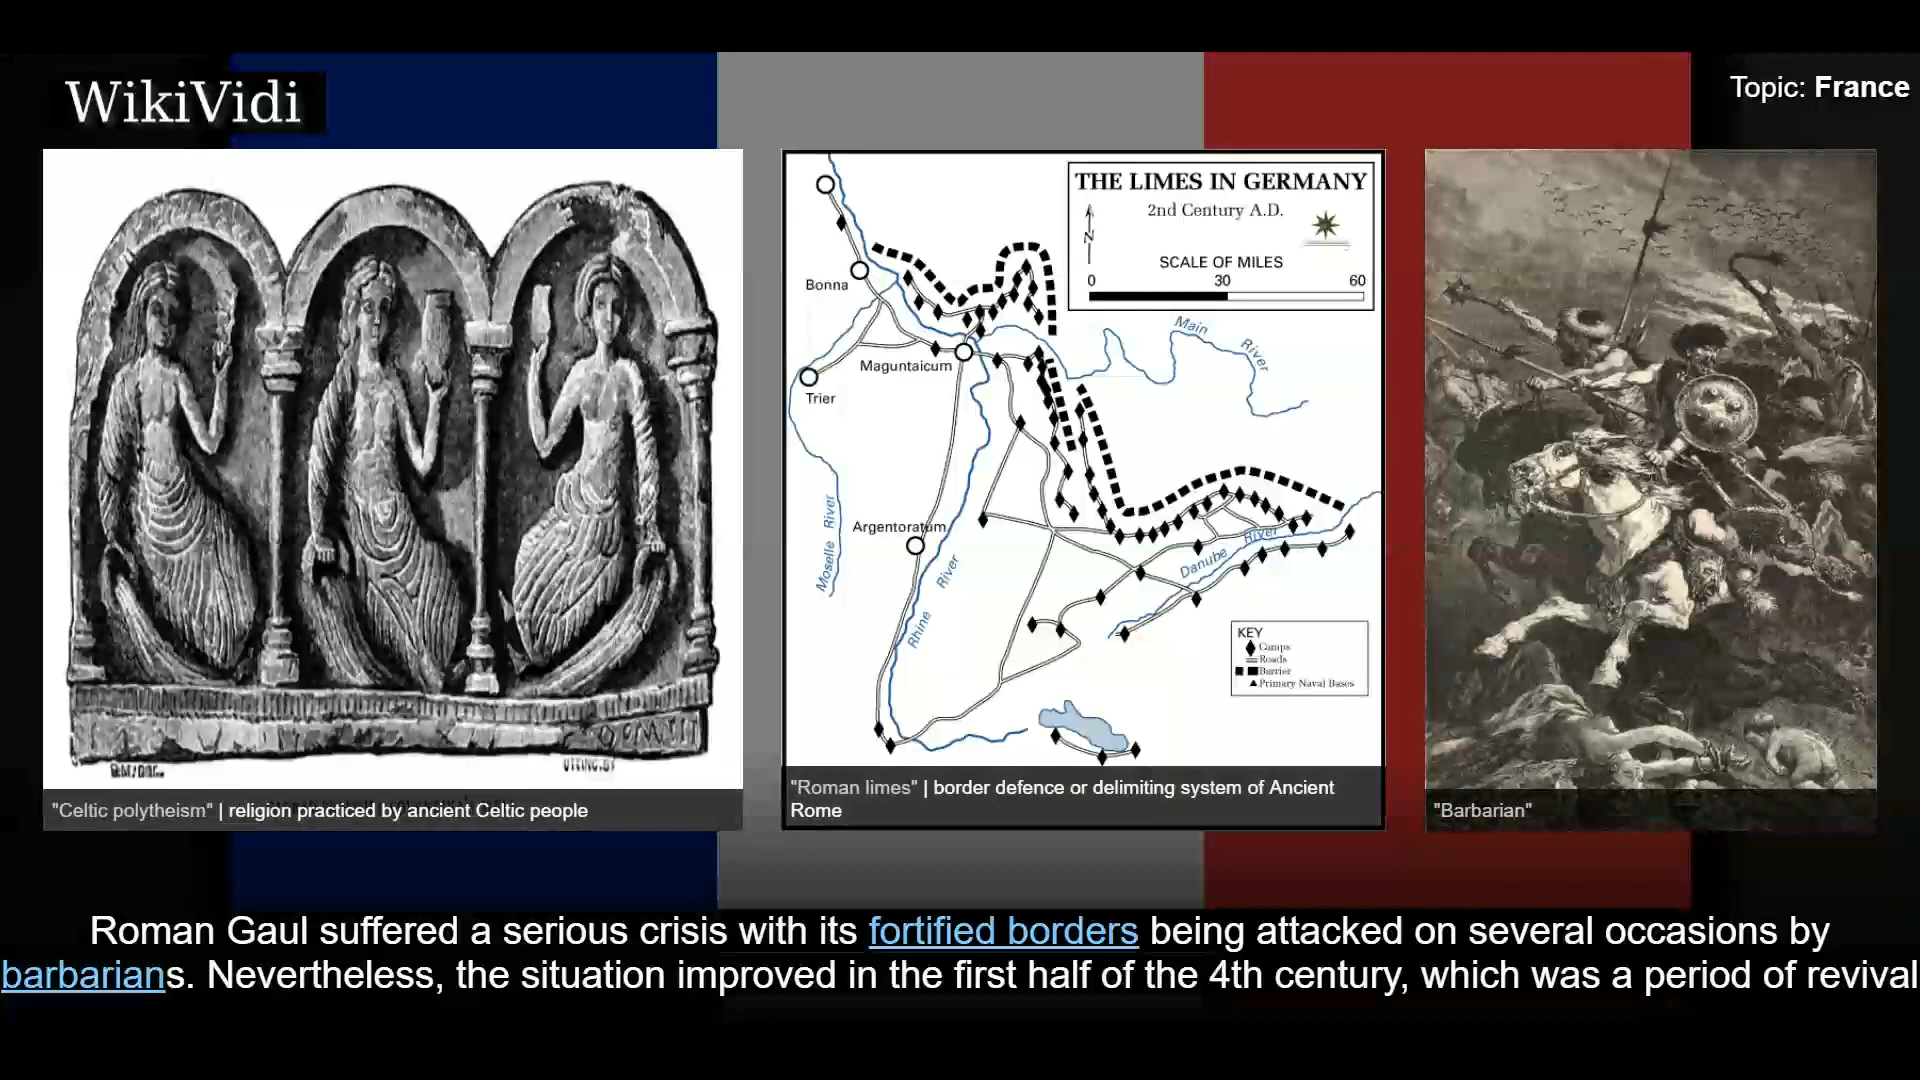 WikiVidi
Topic: France
THE LIMES IN GERMANY
2nd Century A.D.
N
SCALE OF MILES
0 30 60
Bonna
Main River
Maguntaicum
Trier
Argentoratum
Moselle River
Rhine River
Danube River
KEY
Camps
Roads
Barrier
Primary Naval Bases
"Celtic polytheism" | religion practiced by ancient Celtic people
"Roman limes" | border defence or delimiting system of Ancient
Rome
"Barbarian"
Roman Gaul suffered a serious crisis with its fortified borders being attacked on several occasions by
barbarians. Nevertheless, the situation improved in the first half of the 4th century, which was a period of revival